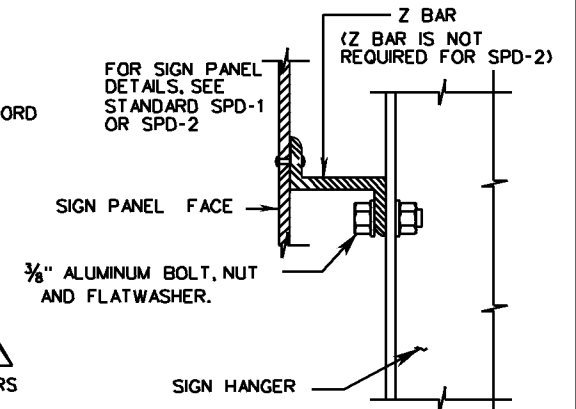 Z BAR
(Z BAR IS NOT
REQUIRED FOR SPD-2)
FOR SIGN PANEL
DETAILS, SEE
STANDARD SPD-1
OR SPD-2
ORD
SIGN PANEL FACE
3/8" ALUMINUM BOLT, NUT
AND FLATWASHER.
RS
SIGN HANGER